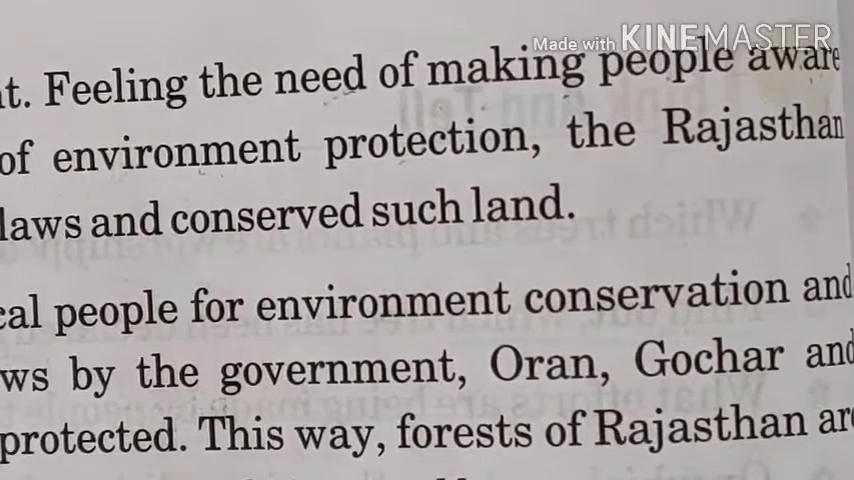 Made with KINEMASTER
t. Feeling the need of making people aware
of environment protection, the Rajasthan
laws and conserved such land.
cal people for environment conservation and
ws by the government, Oran, Gochar and
protected. This way, forests of Rajasthan are